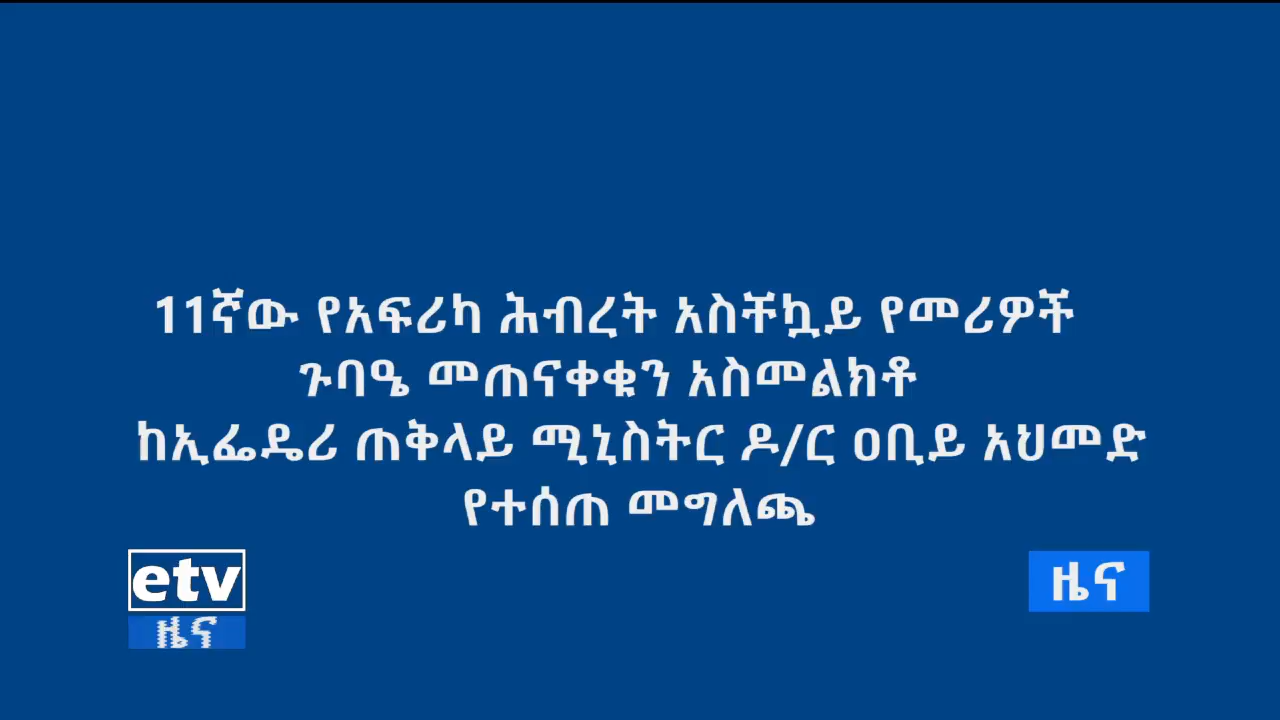 11ኛው የአፍሪካ ሕብረት አስቸኳይ የመሪዎች
ጉባዔ መጠናቀቁን አስመልክቶ
ከኢፌዴሪ ጠቅላይ ሚኒስትር ዶ/ር ዐቢይ አህመድ
የተሰጠ መግለጫ
etv
ዜና
ዜና